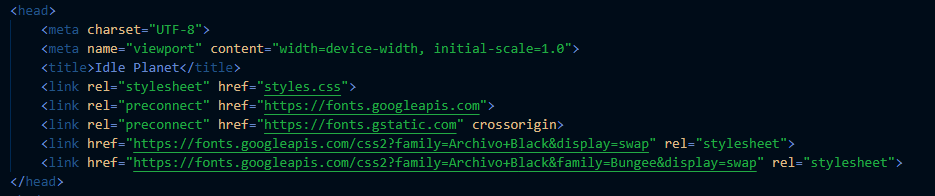 <head>
<meta charset="UTF-8">
<meta name="viewport" content="width=device-width, initial-scale=1.0">
<title>Idle Planet</title>
<link rel="stylesheet" href="styles.css">
<link rel="preconnect" href="https://fonts.googleapis.com">
<link rel="preconnect" href="https://fonts.gstatic.com" crossorigin>
<link href="https://fonts.googleapis.com/css2?family=Archivo+Black&display=swap" rel="stylesheet">
<link href="https://fonts.googleapis.com/css2?family=Archivo+Black&family=Bungee&display=swap" rel="stylesheet">
</head>